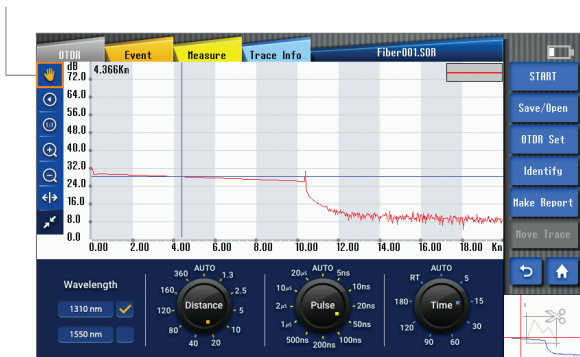 OTDR Event Measure Trace Info Fiber001.SOR
dB 4.366Km
72.0
64.0
56.0
48.0
40.0
32.0
24.0
16.0
8.0
0.0
0.00 2.00 4.00 6.00 8.00 10.00 12.00 14.00 16.00 18.00 Km
1:1
START
Save/Open
OTDR Set
Identify
Make Report
Move Trace
Wavelength
1310 nm
1550 nm
Distance
AUTO
1.3
2.5
5
10
20
40
80
120
160
360
Pulse
AUTO
5ns
10ns
20ns
50ns
100ns
200ns
500ns
1μs
2μs
10μs
20μs
Time
AUTO
5
15
30
60
90
120
180
RT